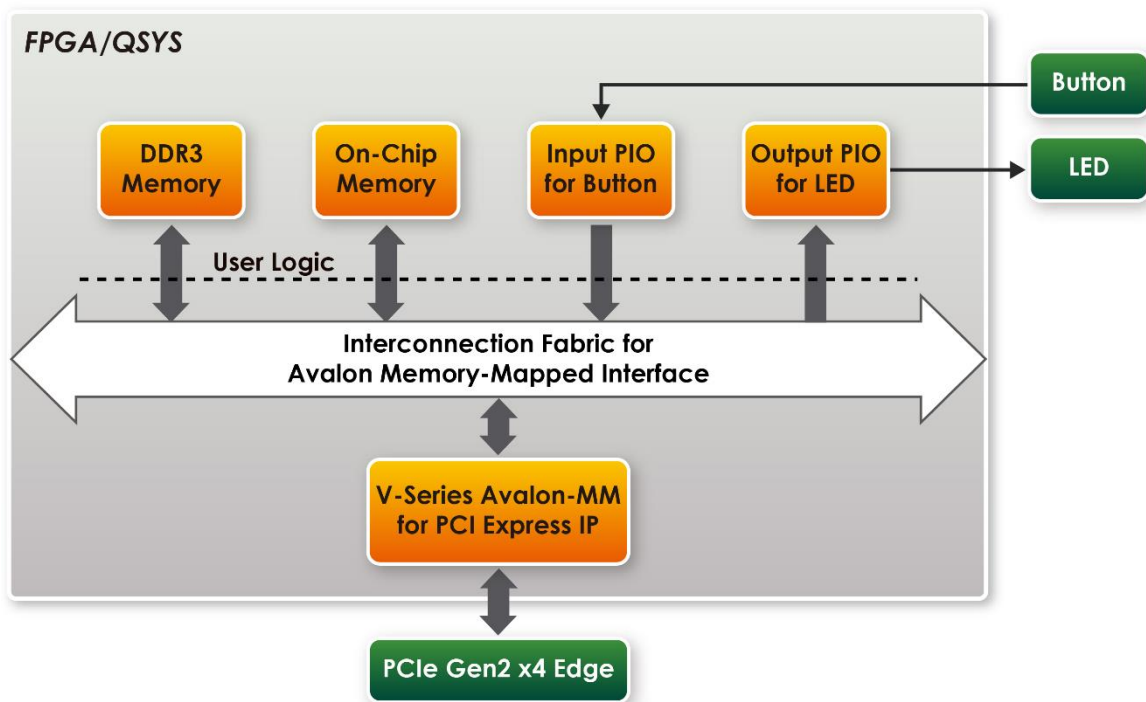 FPGA/QSYS
Button
LED
DDR3
Memory
On-Chip
Memory
Input PIO
for Button
Output PIO
for LED
User Logic
Interconnection Fabric for
Avalon Memory-Mapped Interface
V-Series Avalon-MM
for PCI Express IP
PCIe Gen2 x4 Edge